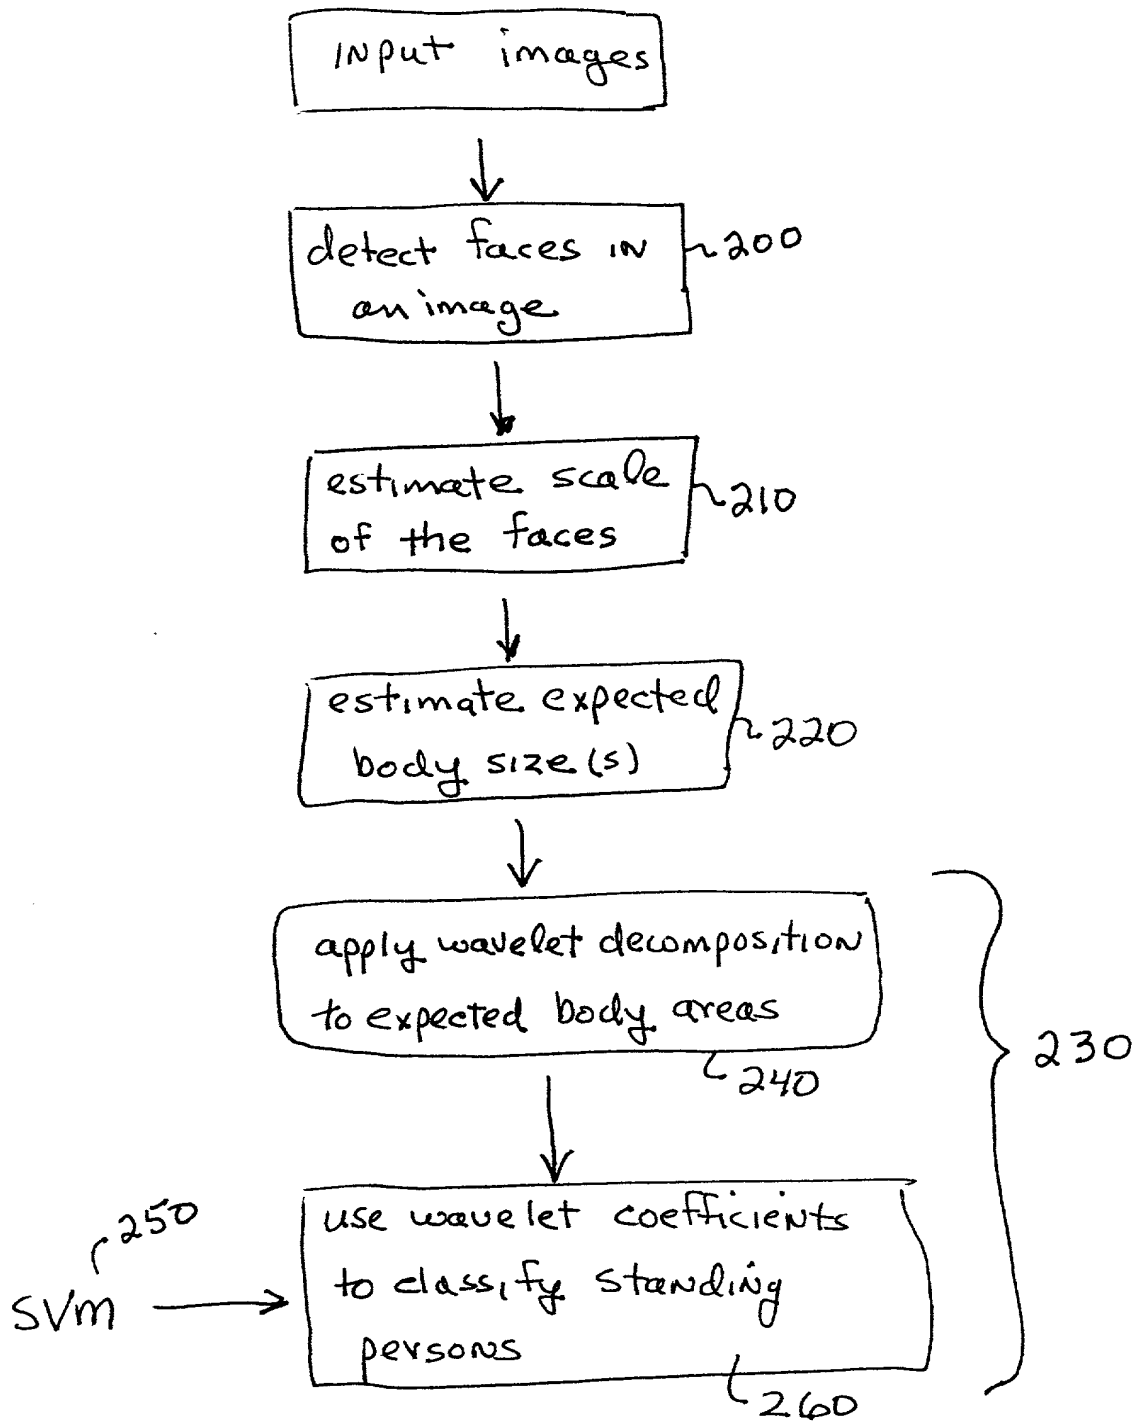 INPUT images
detect faces IN
an image
200
estimate scale
of the faces
210
estimate expected
body size(s)
220
apply wavelet decomposition
to expected body areas
240
230
use wavelet coefficients
to classify standing
persons
250
SVM
260